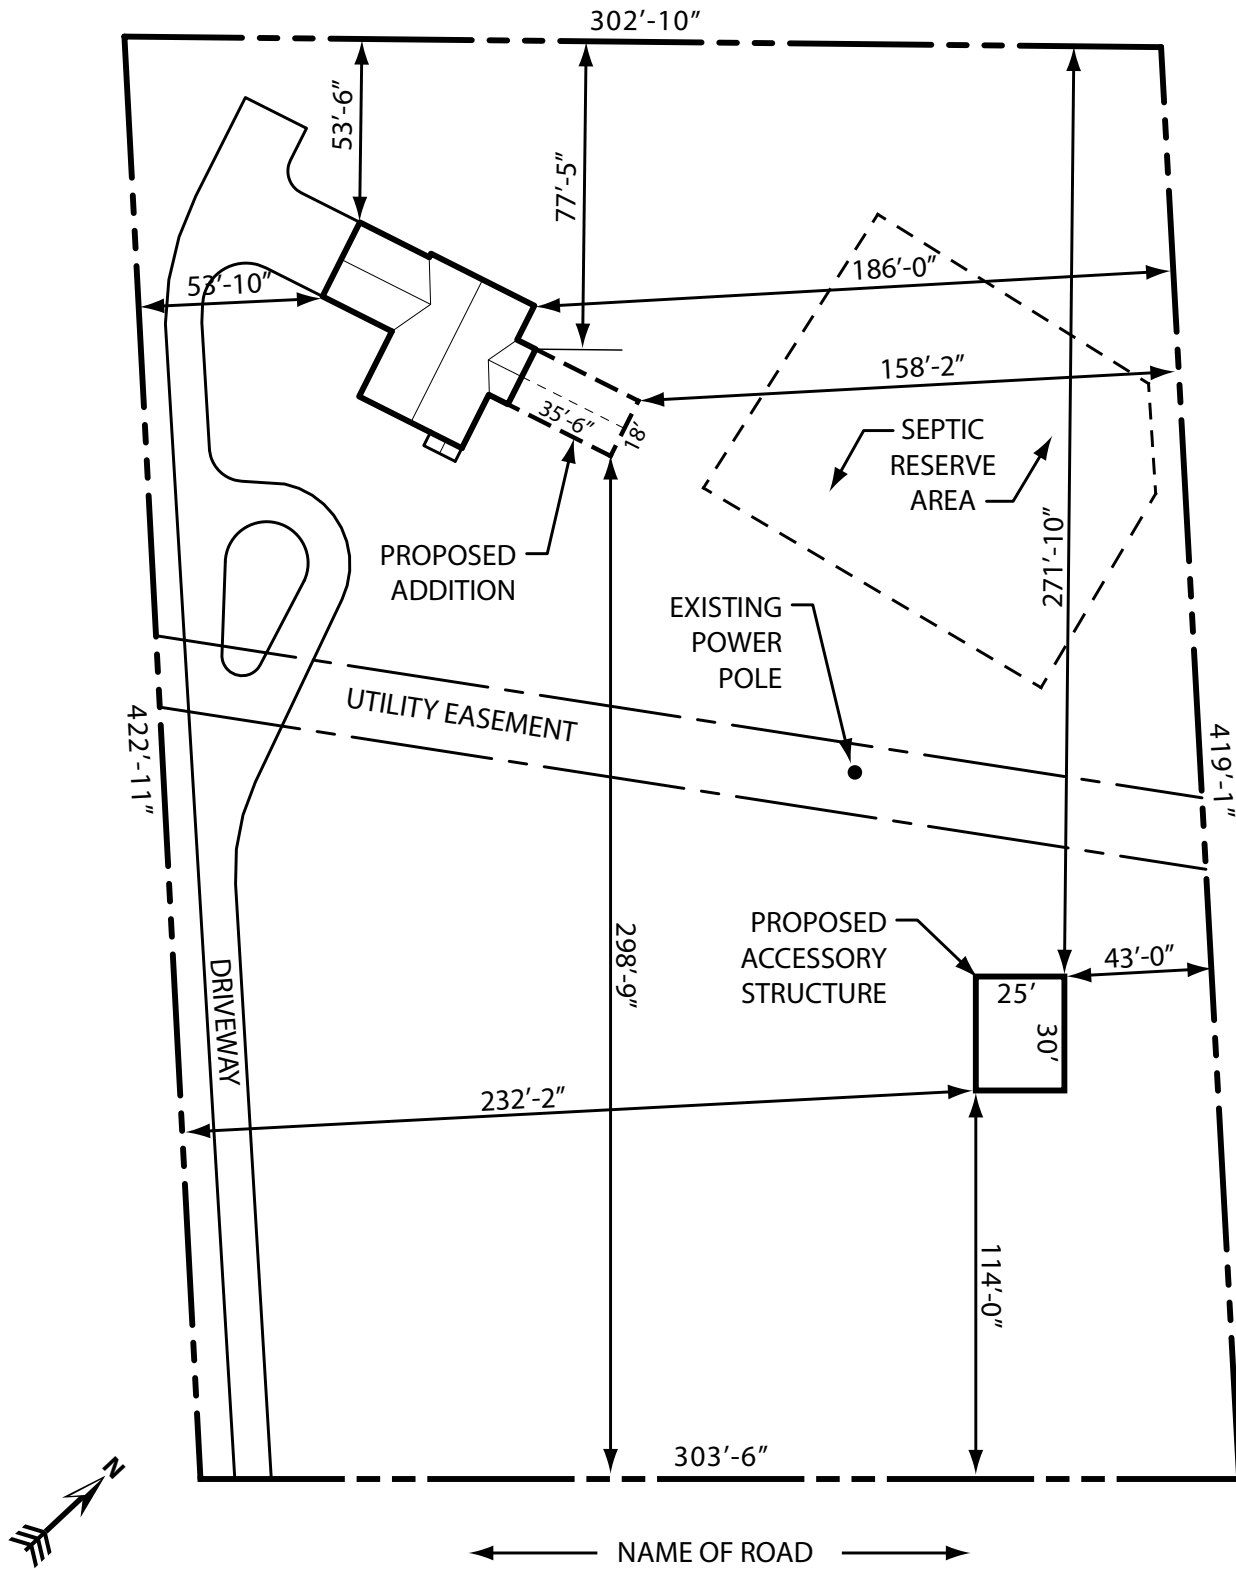 302’-10”
53’-6”
77’-5”
186’-0”
53’-10”
158’-2”
35’-6”
18’
SEPTIC
RESERVE
AREA
271’-10”
PROPOSED
ADDITION
EXISTING
POWER
POLE
UTILITY EASEMENT
422’-11”
419’-1”
PROPOSED
ACCESSORY
STRUCTURE
298’-9”
43’-0”
25’
30’
DRIVEWAY
232’-2”
114’-0”
303’-6”
N
NAME OF ROAD